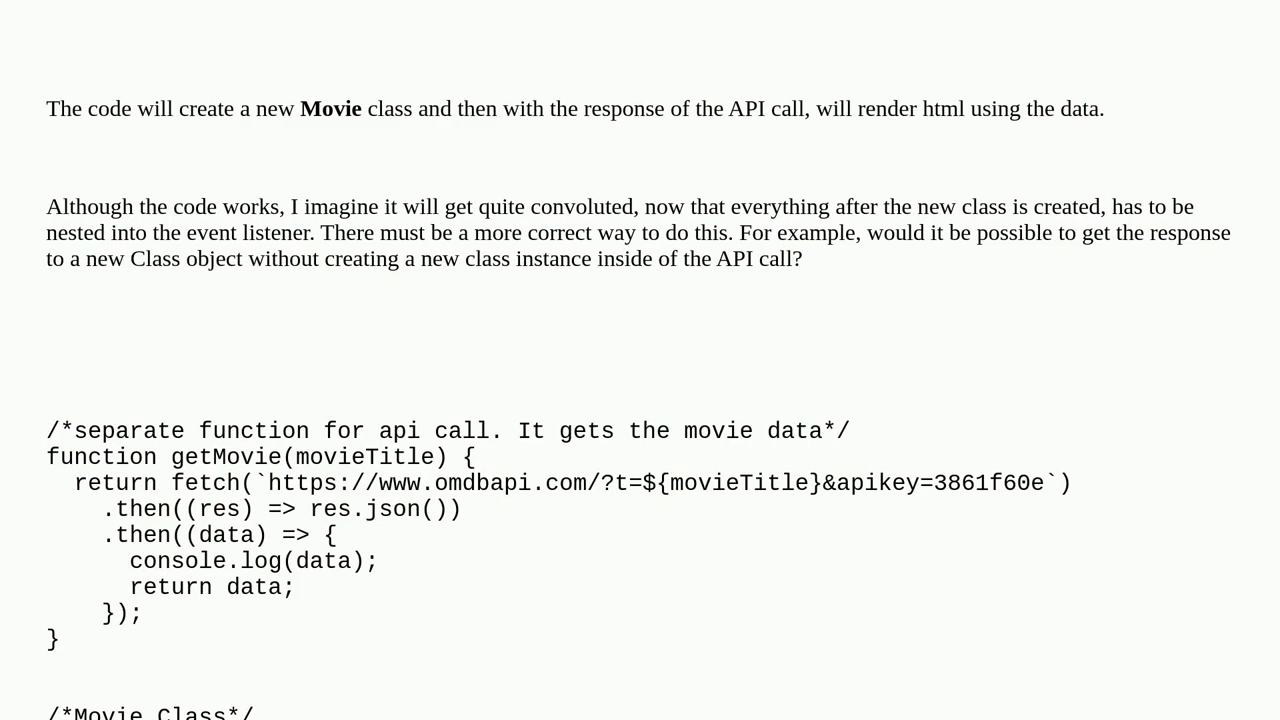 The code will create a new Movie class and then with the response of the API call, will render html using the data.
Although the code works, I imagine it will get quite convoluted, now that everything after the new class is created, has to be
nested into the event listener. There must be a more correct way to do this. For example, would it be possible to get the response
to a new Class object without creating a new class instance inside of the API call?
/*separate function for api call. It gets the movie data*/
function getMovie(movieTitle) {
  return fetch(`https://www.omdbapi.com/?t=${movieTitle}&apikey=3861f60e`)
    .then((res) => res.json())
    .then((data) => {
      console.log(data);
      return data;
    });
}
/*Movie Class*/